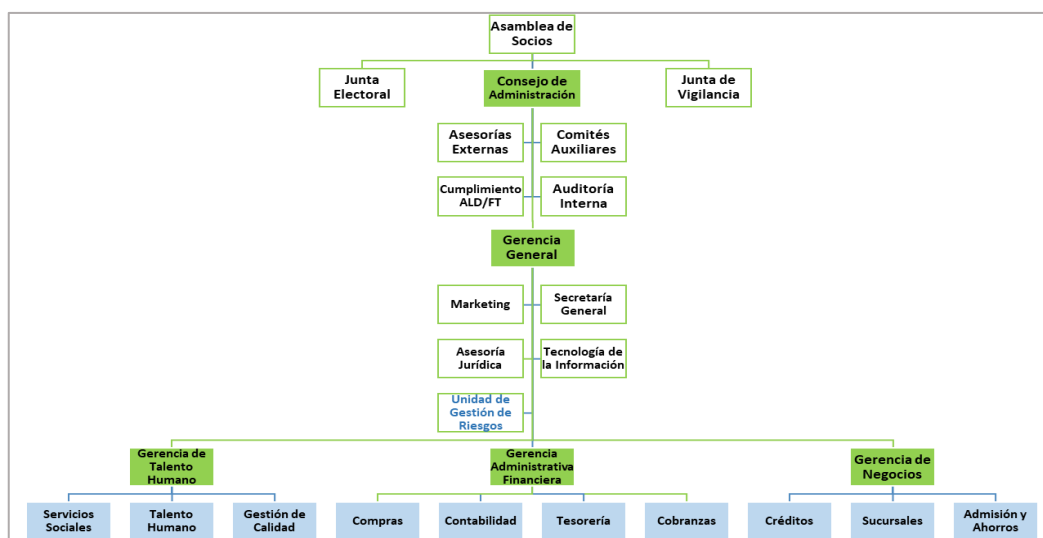 Asamblea de
Socios
Junta
Electoral
Consejo de
Administración
Junta de
Vigilancia
Asesorías
Externas
Comités
Auxiliares
Cumplimiento
ALD/FT
Auditoría
Interna
Gerencia
General
Marketing
Secretaría
General
Asesoría
Jurídica
Tecnología de
la Información
Unidad de
Gestión de
Riesgos
Gerencia de
Talento
Humano
Gerencia
Administrativa
Financiera
Gerencia de
Negocios
Servicios
Sociales
Talento
Humano
Gestión de
Calidad
Compras
Contabilidad
Tesorería
Cobranzas
Créditos
Sucursales
Admisión y
Ahorros